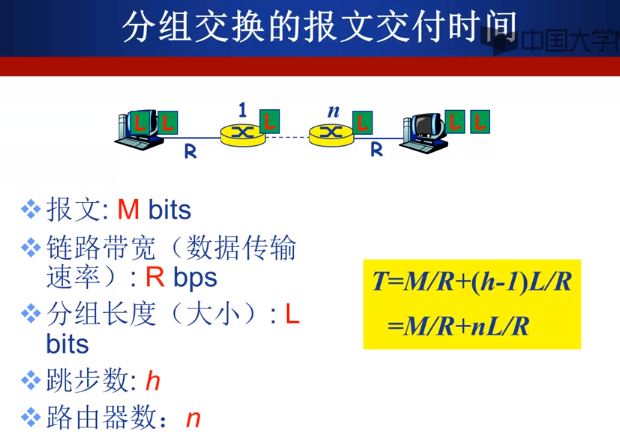 分组交换的报文交付时间
中国大学
1 n
L L L L L L
R R
❖报文: M bits
❖链路带宽（数据传输
速率）: R bps
❖分组长度（大小）: L
bits
❖跳步数: h
❖路由器数：n
T=M/R+(h-1)L/R
=M/R+nL/R